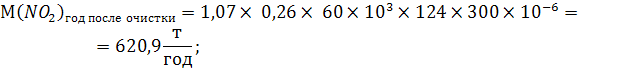 M(NO₂)год после очистки = 1,07 × 0,26 × 60 × 10³ × 124 × 300 × 10⁻⁶ =
= 620,9 т/год;